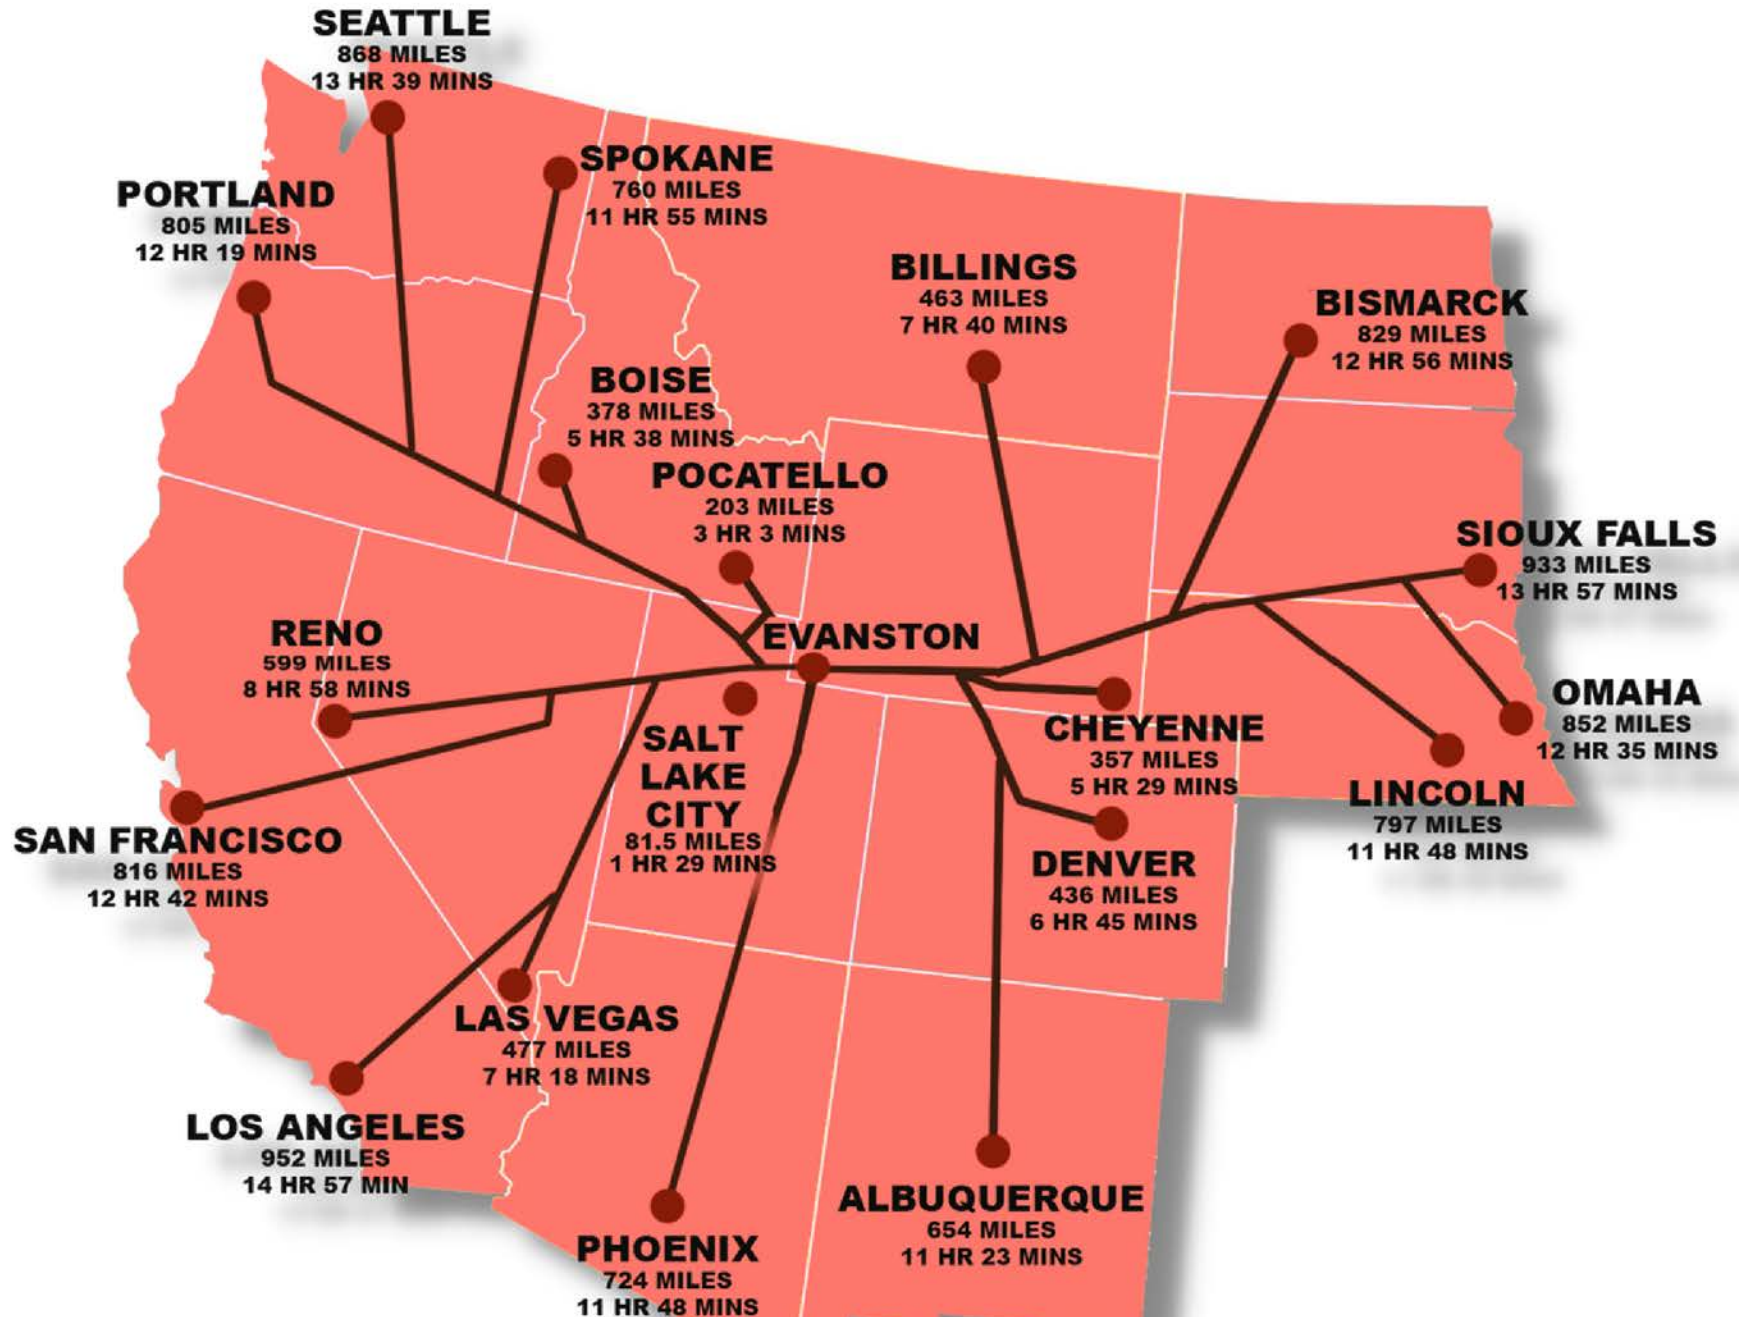 SEATTLE
868 MILES
13 HR 39 MINS
SPOKANE
760 MILES
11 HR 55 MINS
PORTLAND
805 MILES
12 HR 19 MINS
BILLINGS
463 MILES
7 HR 40 MINS
BISMARCK
829 MILES
12 HR 56 MINS
BOISE
378 MILES
5 HR 38 MINS
POCATELLO
203 MILES
3 HR 3 MINS
SIOUX FALLS
933 MILES
13 HR 57 MINS
RENO
599 MILES
8 HR 58 MINS
EVANSTON
OMAHA
852 MILES
12 HR 35 MINS
SALT
LAKE
CITY
81.5 MILES
1 HR 29 MINS
CHEYENNE
357 MILES
5 HR 29 MINS
LINCOLN
797 MILES
11 HR 48 MINS
SAN FRANCISCO
816 MILES
12 HR 42 MINS
DENVER
436 MILES
6 HR 45 MINS
LAS VEGAS
477 MILES
7 HR 18 MINS
LOS ANGELES
952 MILES
14 HR 57 MIN
ALBUQUERQUE
654 MILES
11 HR 23 MINS
PHOENIX
724 MILES
11 HR 48 MINS